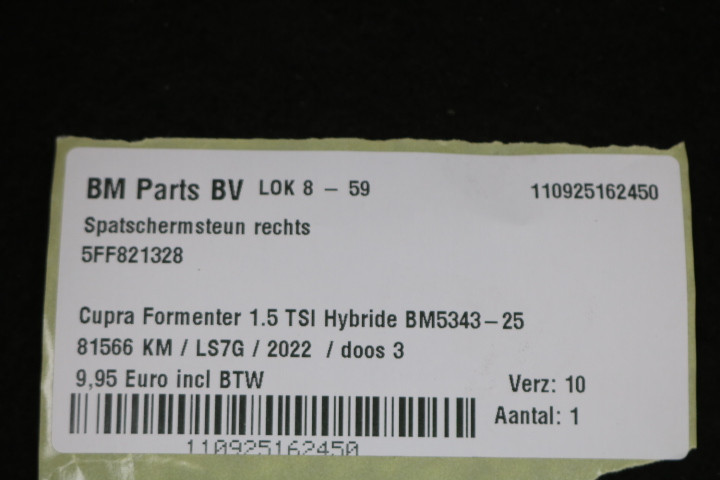 BM Parts BV LOK 8 - 59 110925162450
Spatschermsteun rechts
5FF821328
Cupra Formenter 1.5 TSI Hybride BM5343-25
81566 KM / LS7G / 2022 / doos 3
9,95 Euro incl BTW Verz: 10
Aantal: 1
110925162450